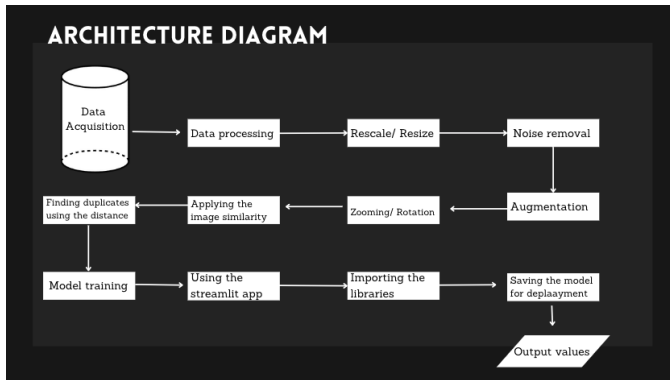 ARCHITECTURE DIAGRAM
Data
Acquisition
Data processing
Rescale/ Resize
Noise removal
Finding duplicates
using the distance
Applying the
image similarity
Zooming/ Rotation
Augmentation
Model training
Using the
streamlit app
Importing the
libraries
Saving the model
for deplaayment
Output values